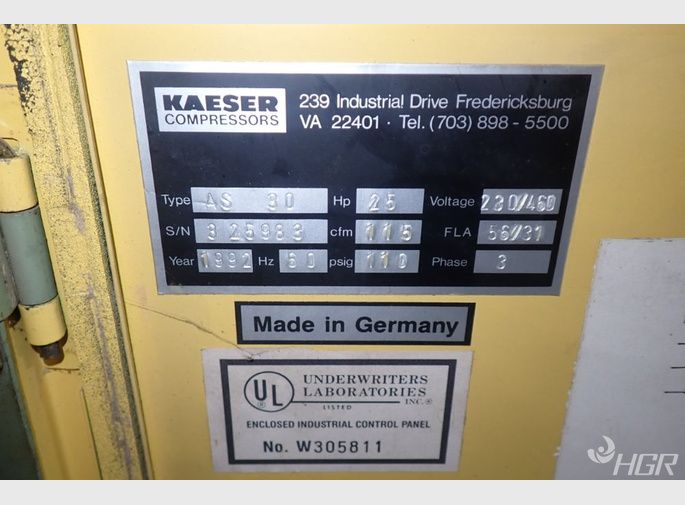 KAESER
COMPRESSORS
239 Industrial Drive Fredericksburg
VA 22401 · Tel. (703) 898 - 5500
Type AS 30 Hp 25 Voltage 230/460
S/N 325983 cfm 115 FLA 56/31
Year 1992 Hz 60 psig 110 Phase 3
Made in Germany
UL
UNDERWRITERS
LABORATORIES
INC.®
LISTED
ENCLOSED INDUSTRIAL CONTROL PANEL
No. W305811
HGR